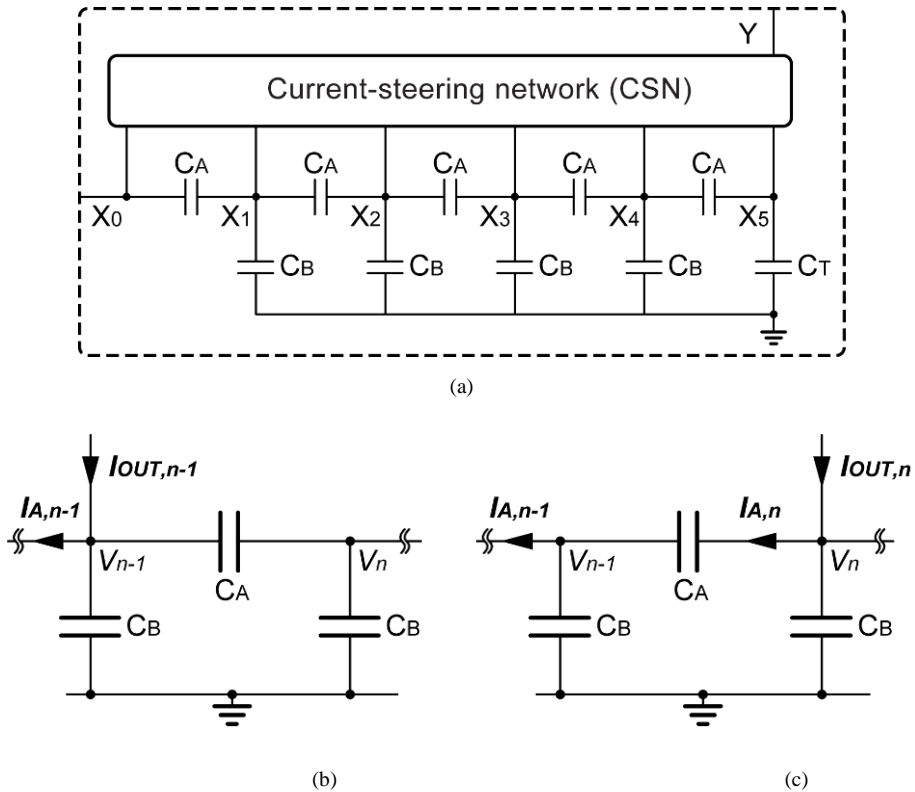 Y
Current-steering network (CSN)
CA CA CA CA CA
X0 X1 X2 X3 X4 X5
CB CB CB CB CT
(a)
IOUT,n-1 IOUT,n
IA,n-1 IA,n-1 IA,n
Vn-1 Vn Vn-1 Vn
CA CA
CB CB CB CB
(b) (c)